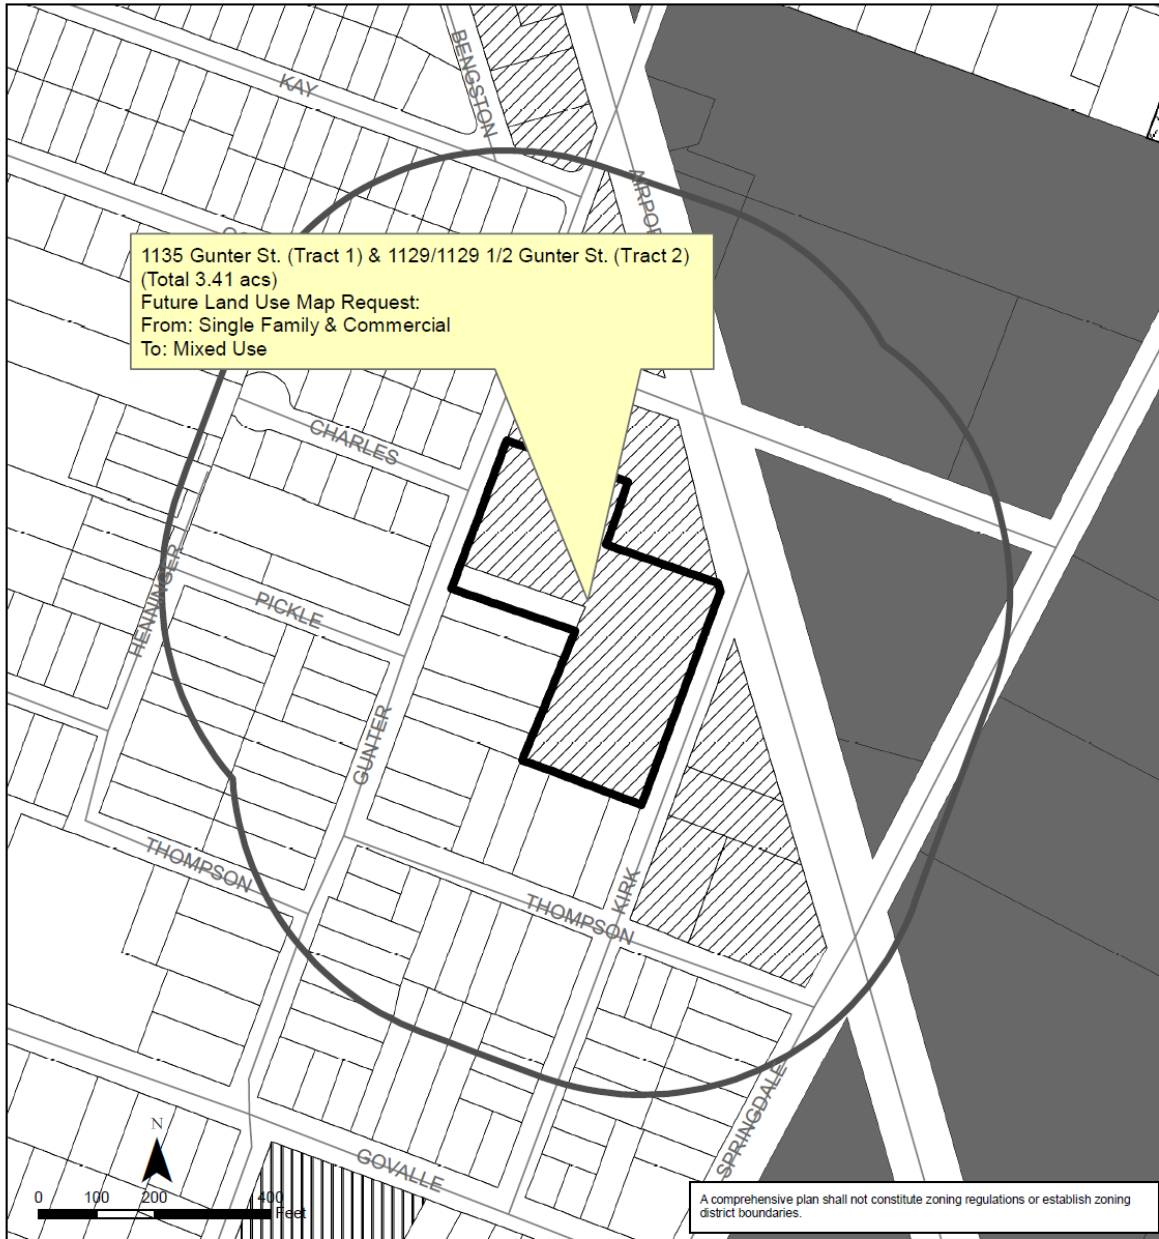 BENGSTON
KAY
AIRPO
1135 Gunter St. (Tract 1) & 1129/1129 1/2 Gunter St. (Tract 2)
(Total 3.41 acs)
Future Land Use Map Request:
From: Single Family & Commercial
To: Mixed Use
CHARLES
HENNINGER
PICKLE
GUNTER
THOMPSON
KIRK
THOMPSON
SPRINGDALE
GOVALLE
N
0 100 200 400
Feet
A comprehensive plan shall not constitute zoning regulations or establish zoning
district boundaries.